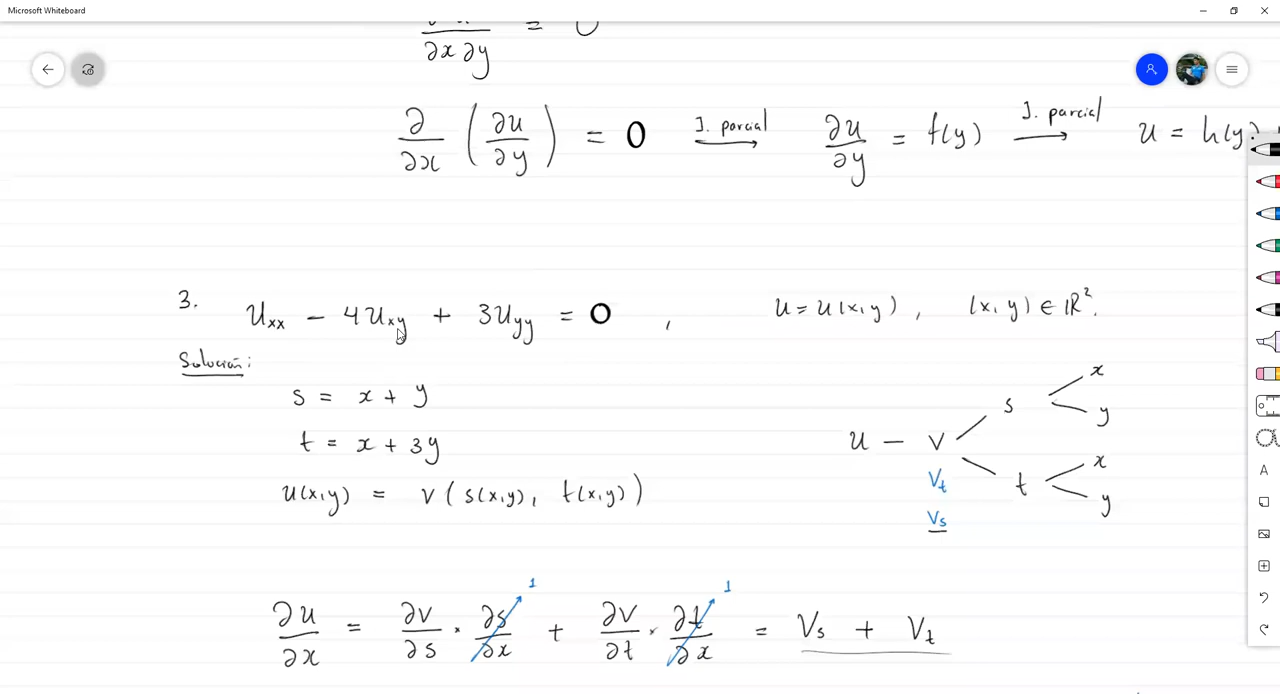 Microsoft Whiteboard
∂x ∂y = 0
∂/∂x (∂u/∂y) = 0 I. parcial → ∂u/∂y = f(y) I. parcial → u = h(y)
3.
Uxx − 4Uxy + 3Uyy = 0 , u = u(x,y) , (x,y) ∈ ℝ².
Solución:
s = x + y
t = x + 3y
u(x,y) = v(s(x,y), t(x,y))
u — v
s x y
t x y
Vt
Vs
∂u/∂x = ∂v/∂s · ∂s/∂x 1 + ∂v/∂t · ∂t/∂x 1 = Vs + Vt
A